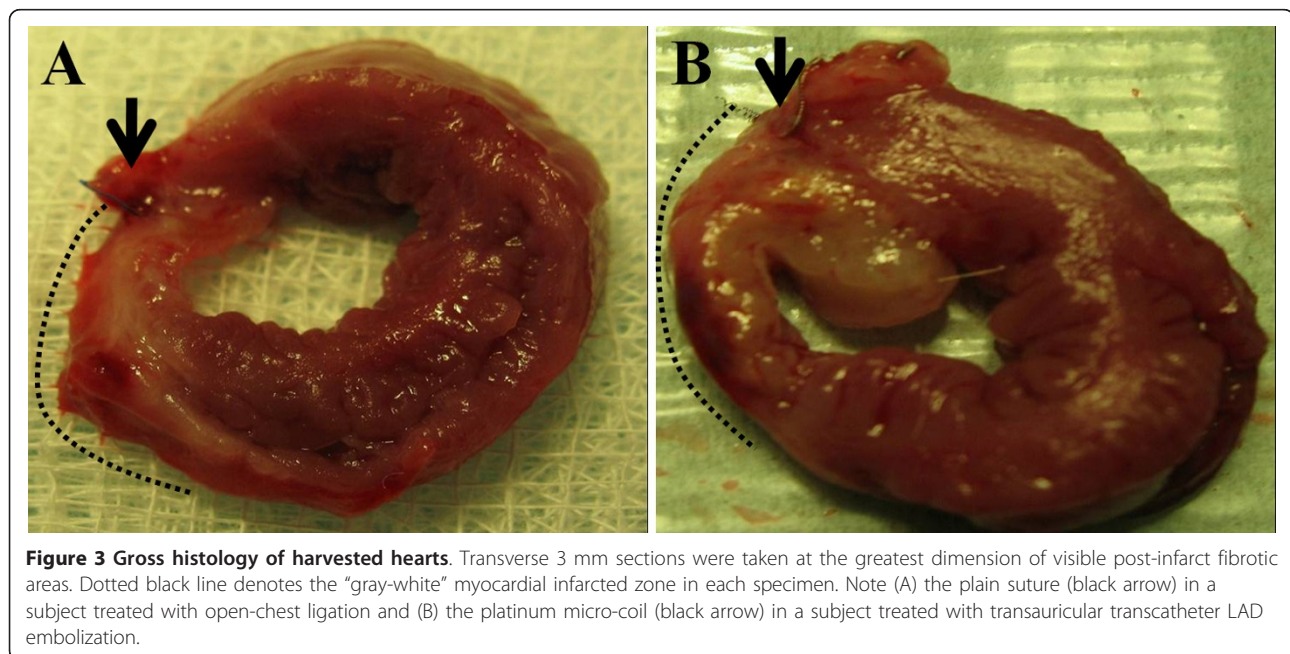 A
B
Figure 3 Gross histology of harvested hearts. Transverse 3 mm sections were taken at the greatest dimension of visible post-infarct fibrotic
areas. Dotted black line denotes the “gray-white” myocardial infarcted zone in each specimen. Note (A) the plain suture (black arrow) in a
subject treated with open-chest ligation and (B) the platinum micro-coil (black arrow) in a subject treated with transauricular transcatheter LAD
embolization.